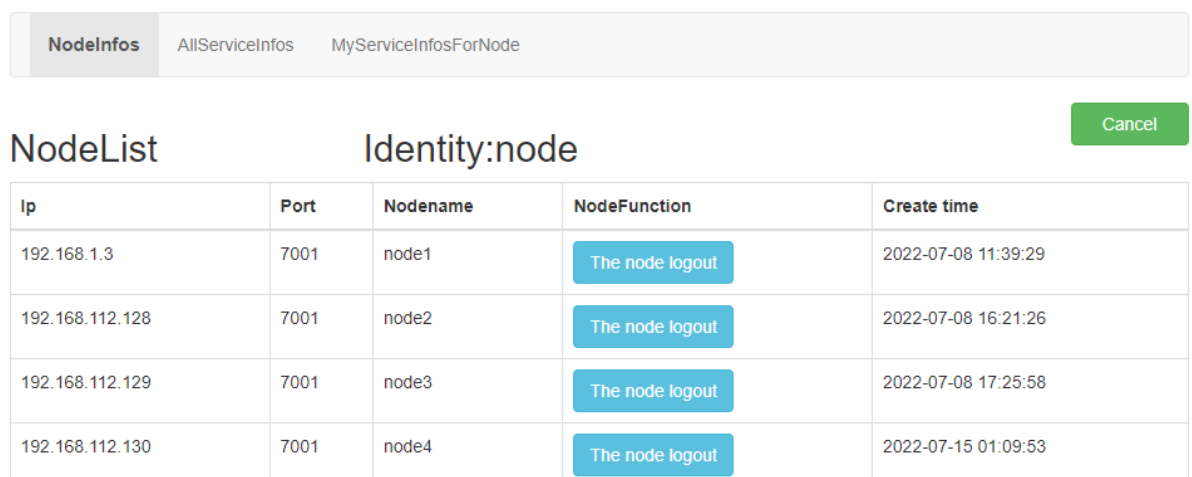 NodeInfos AllServiceInfos MyServiceInfosForNode
Cancel
NodeList Identity:node
Ip Port Nodename NodeFunction Create time
192.168.1.3 7001 node1 The node logout 2022-07-08 11:39:29
192.168.112.128 7001 node2 The node logout 2022-07-08 16:21:26
192.168.112.129 7001 node3 The node logout 2022-07-08 17:25:58
192.168.112.130 7001 node4 The node logout 2022-07-15 01:09:53